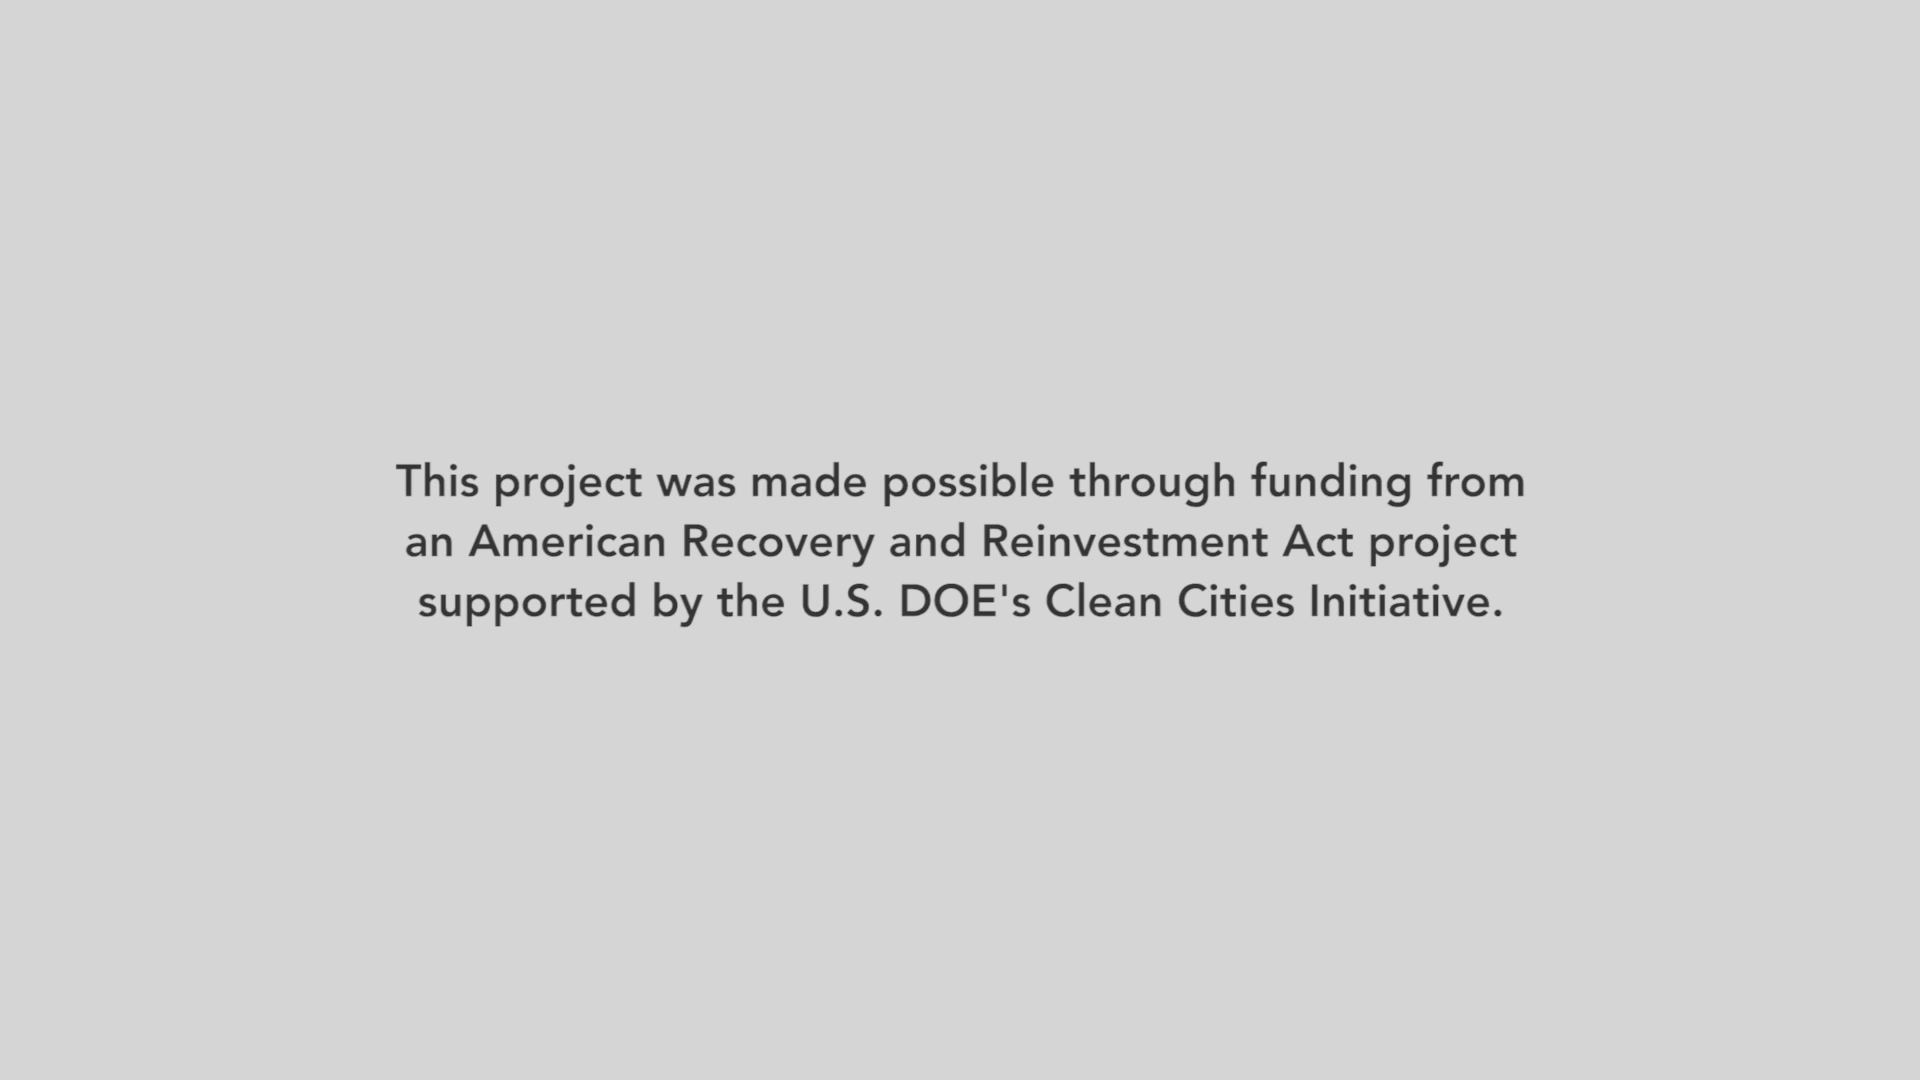 This project was made possible through funding from
an American Recovery and Reinvestment Act project
supported by the U.S. DOE's Clean Cities Initiative.